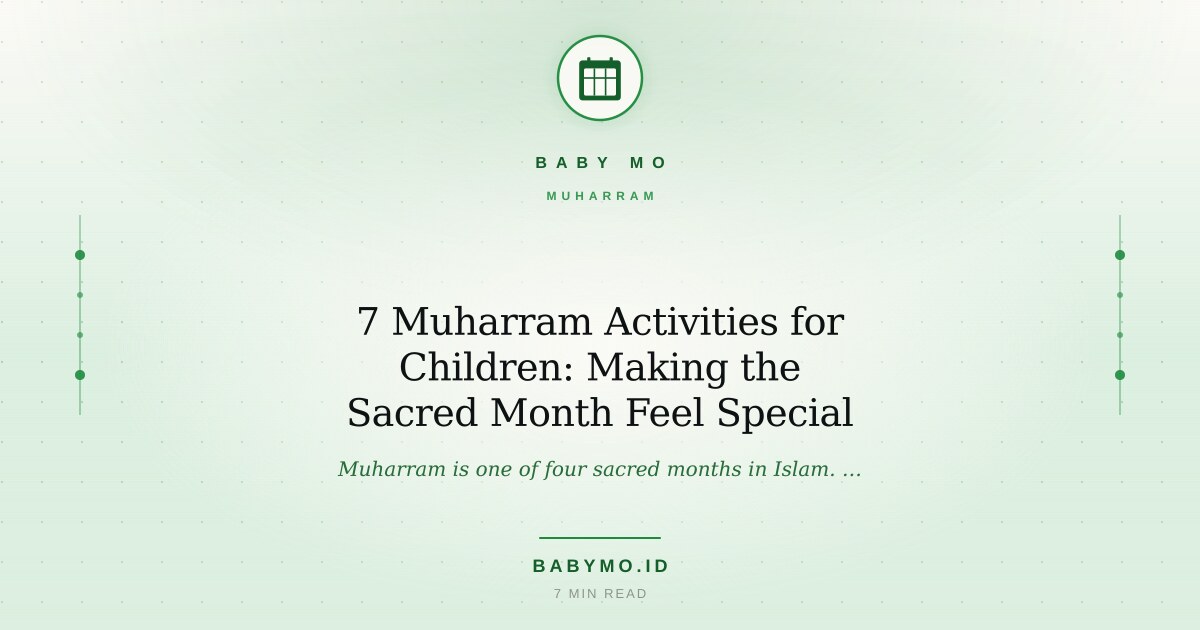 BABY MO
MUHARRAM
7 Muharram Activities for
Children: Making the
Sacred Month Feel Special
Muharram is one of four sacred months in Islam. ...
BABYMO.ID
7 MIN READ